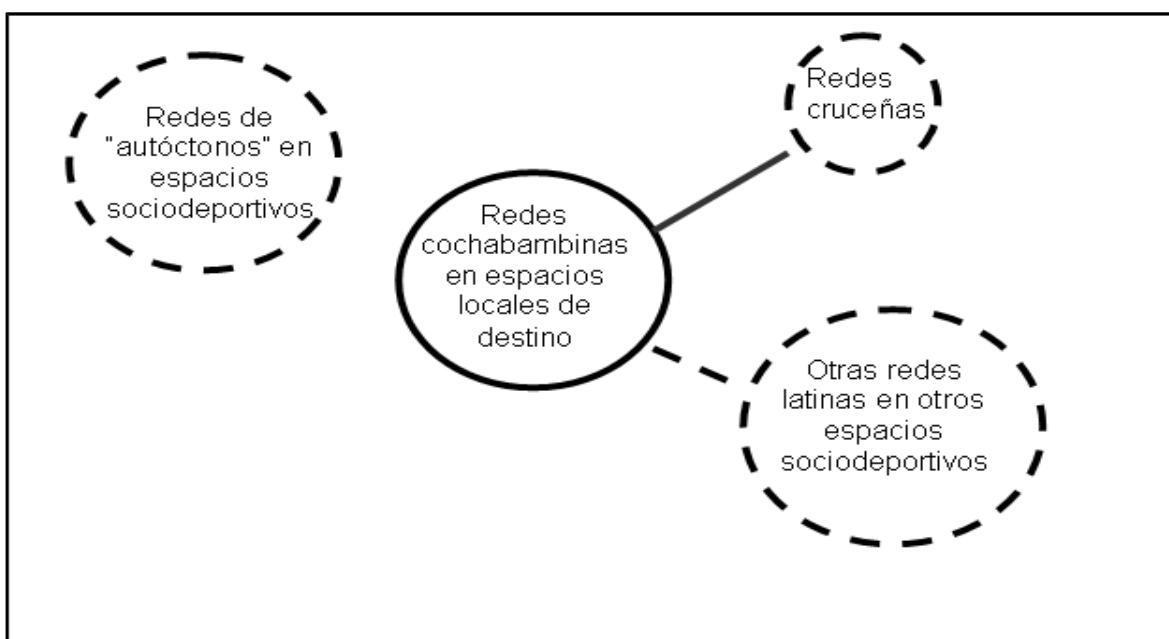 Redes de
"autóctonos" en
espacios
sociodeportivos
Redes
cruceñas
Redes
cochabambinas
en espacios
locales de
destino
Otras redes
latinas en otros
espacios
sociodeportivos